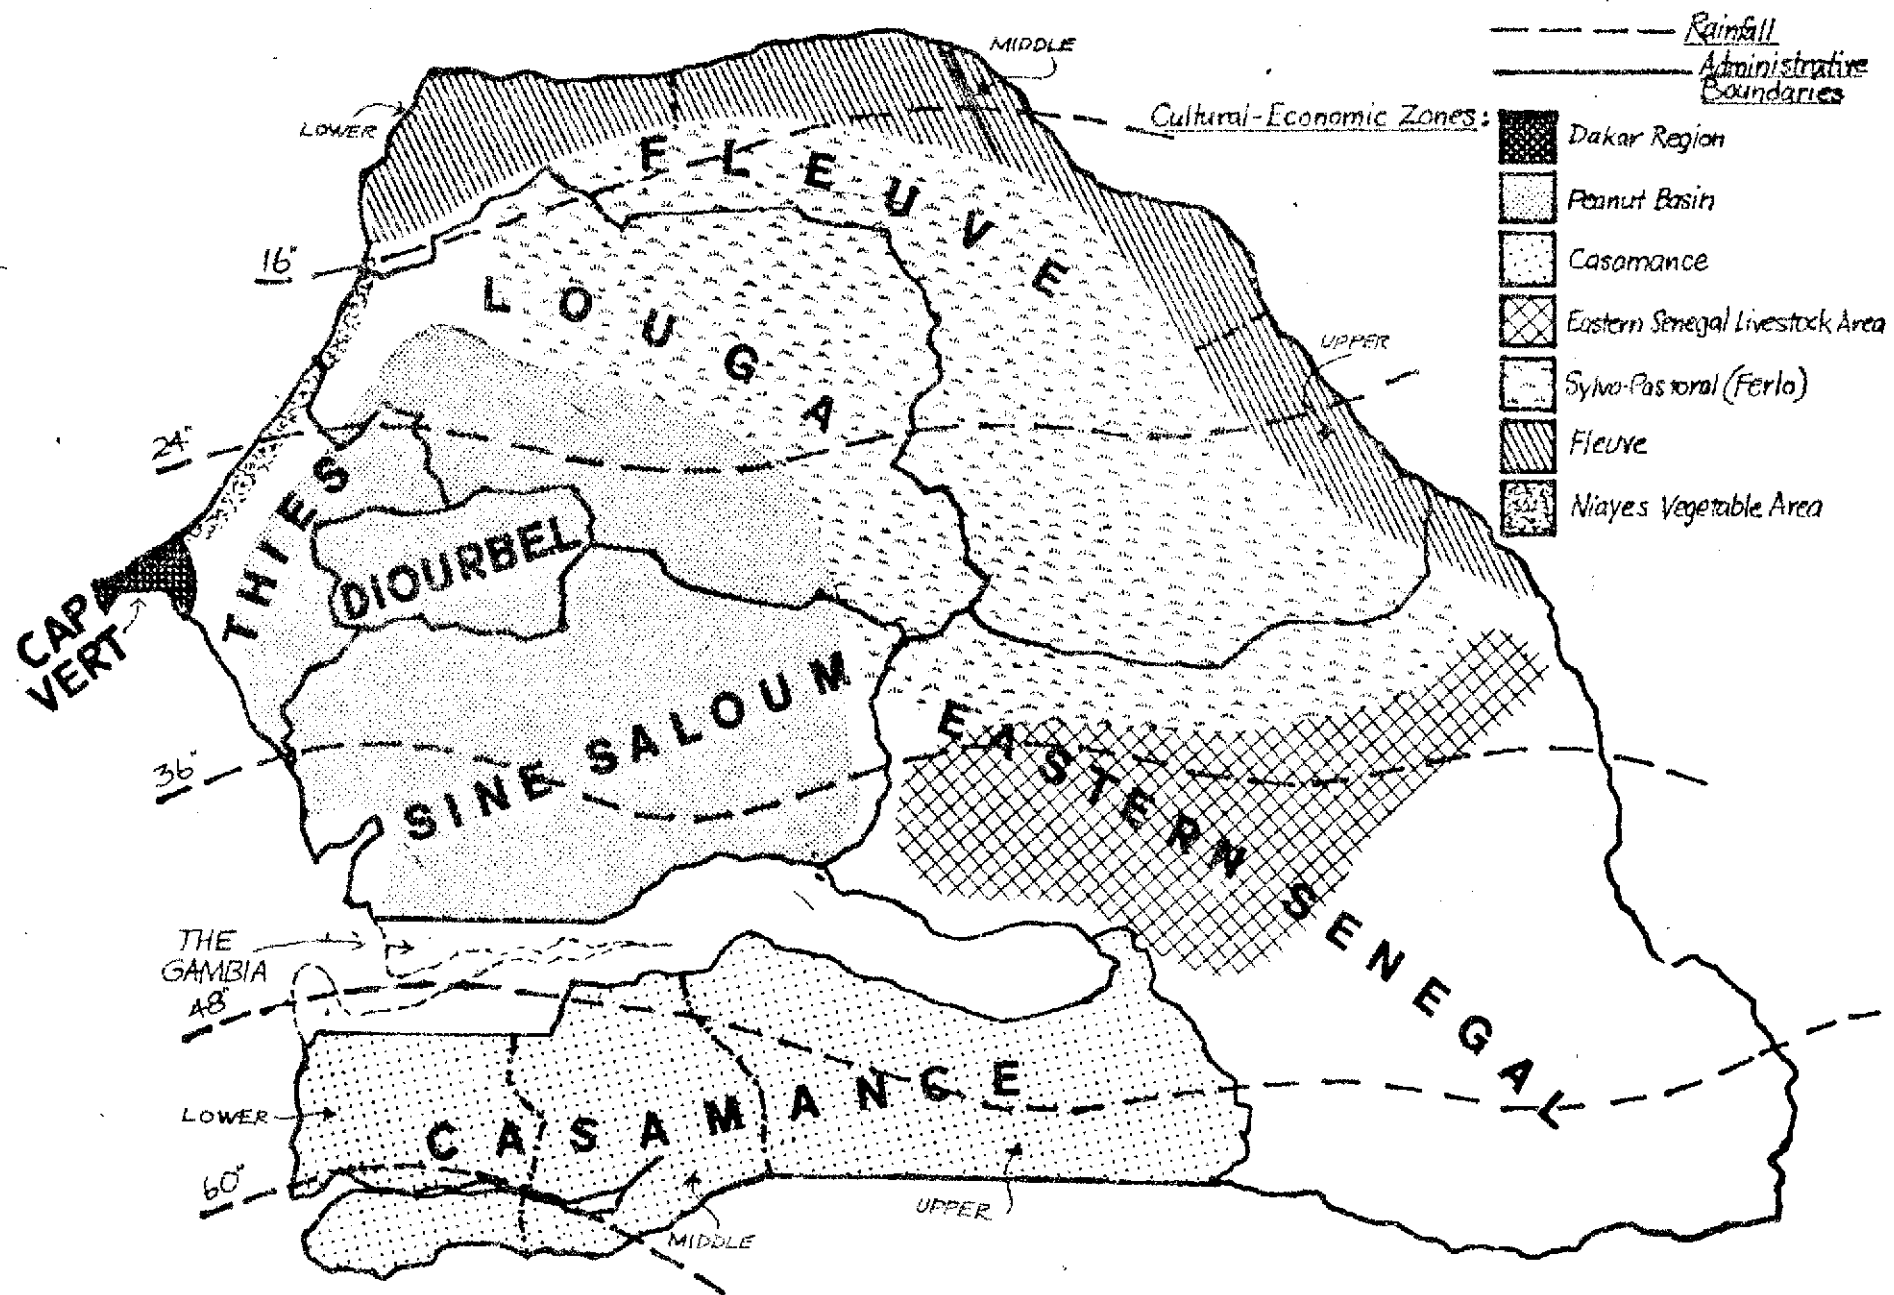 Rainfall
Administrative
Boundaries
Cultural-Economic Zones:
Dakar Region
Peanut Basin
Casamance
Eastern Senegal Livestock Area
Sylvo-Pastoral (Ferlo)
Fleuve
Niayes Vegetable Area
MIDDLE
LOWER
FLEUVE
16"
LOUGA
UPPER
24"
THIES
DIOURBEL
CAP
VERT
SINE SALOUM
EASTERN SENEGAL
36"
THE
GAMBIA
48"
LOWER
CASAMANCE
60"
UPPER
MIDDLE